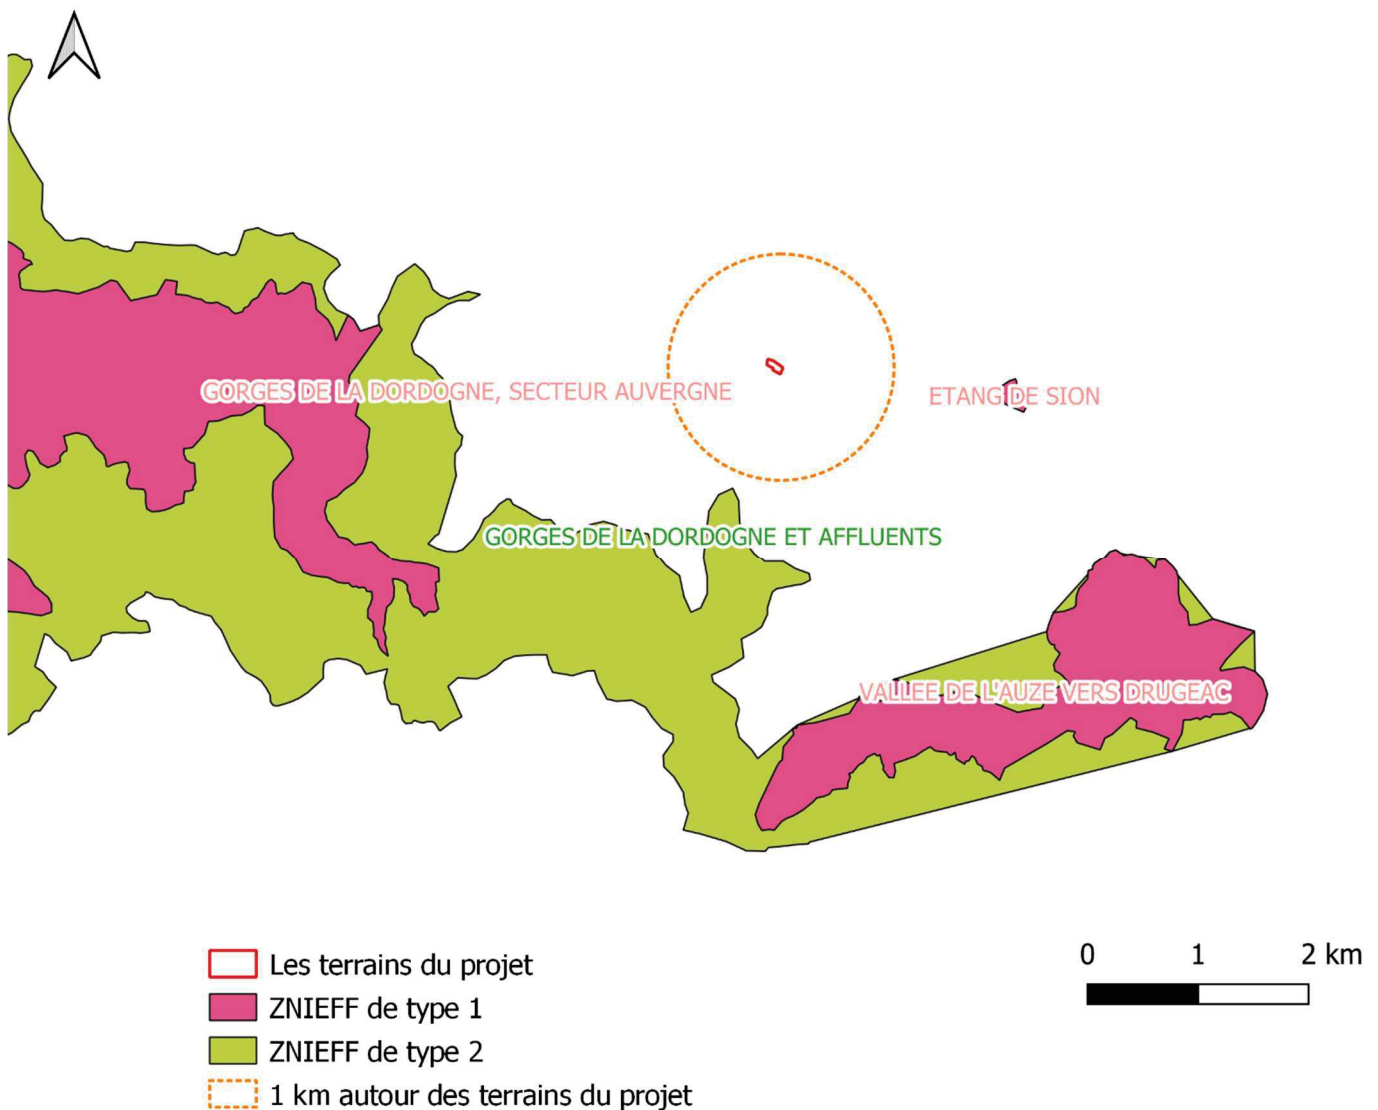 GORGES DE LA DORDOGNE, SECTEUR AUVERGNE
ETANG DE SION
GORGES DE LA DORDOGNE ET AFFLUENTS
VALLEE DE L'AUZE VERS DRUGEAC
Les terrains du projet
ZNIEFF de type 1
ZNIEFF de type 2
1 km autour des terrains du projet
0 1 2 km